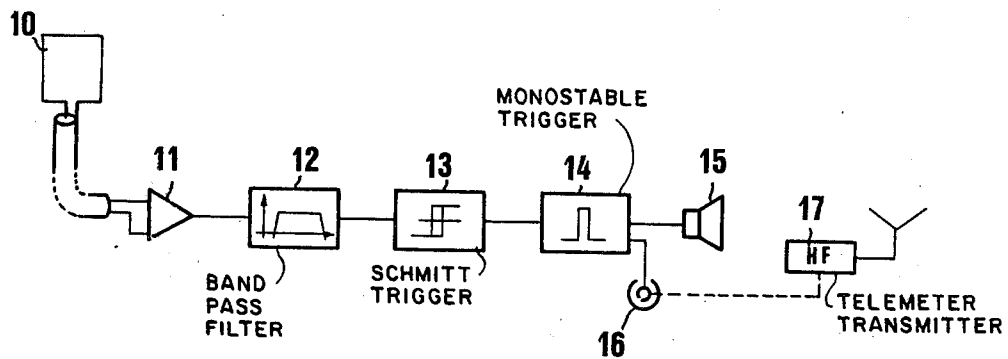 10
MONOSTABLE
TRIGGER
11
12
13
14
15
17
HF
BAND
PASS
FILTER
SCHMITT
TRIGGER
16
TELEMETER
TRANSMITTER